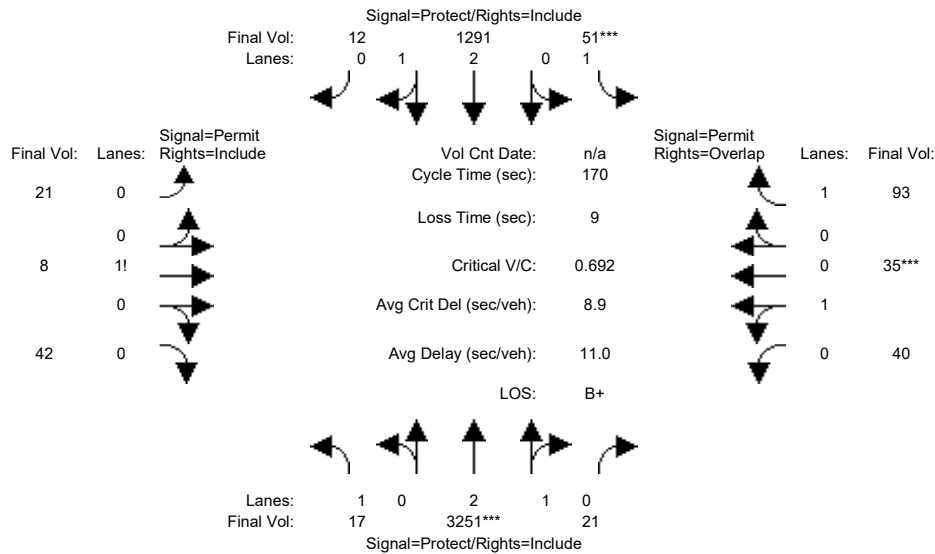 Signal=Protect/Rights=Include
Final Vol: 12 1291 51***
Lanes: 0 1 2 0 1
Signal=Permit
Final Vol: Lanes: Rights=Include
Vol Cnt Date: n/a
Signal=Permit
Rights=Overlap Lanes: Final Vol:
Cycle Time (sec): 170
21 0
1 93
Loss Time (sec): 9
0
0
8 1!
Critical V/C: 0.692
0 35***
0
Avg Crit Del (sec/veh): 8.9
1
42 0
Avg Delay (sec/veh): 11.0
0 40
LOS: B+
Lanes: 1 0 2 1 0
Final Vol: 17 3251*** 21
Signal=Protect/Rights=Include